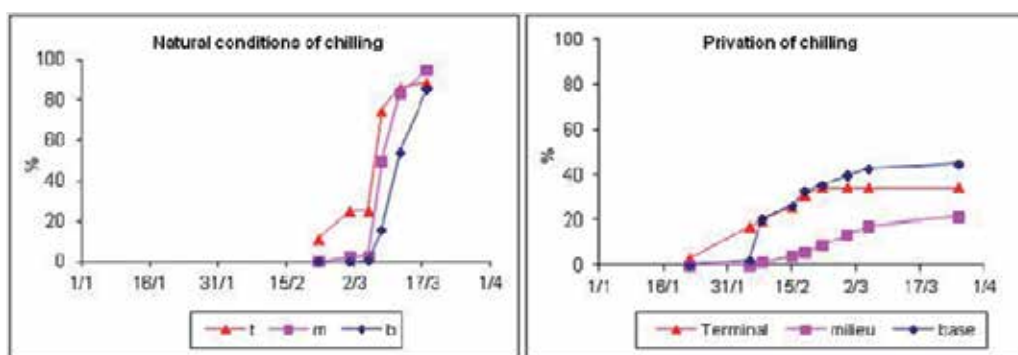 Natural conditions of chilling
100
80
60
40
20
0
%
1/1 16/1 31/1 15/2 2/3 17/3 1/4
t m b
Privation of chilling
100
80
60
40
20
0
%
1/1 16/1 31/1 15/2 2/3 17/3 1/4
Terminal milieu base